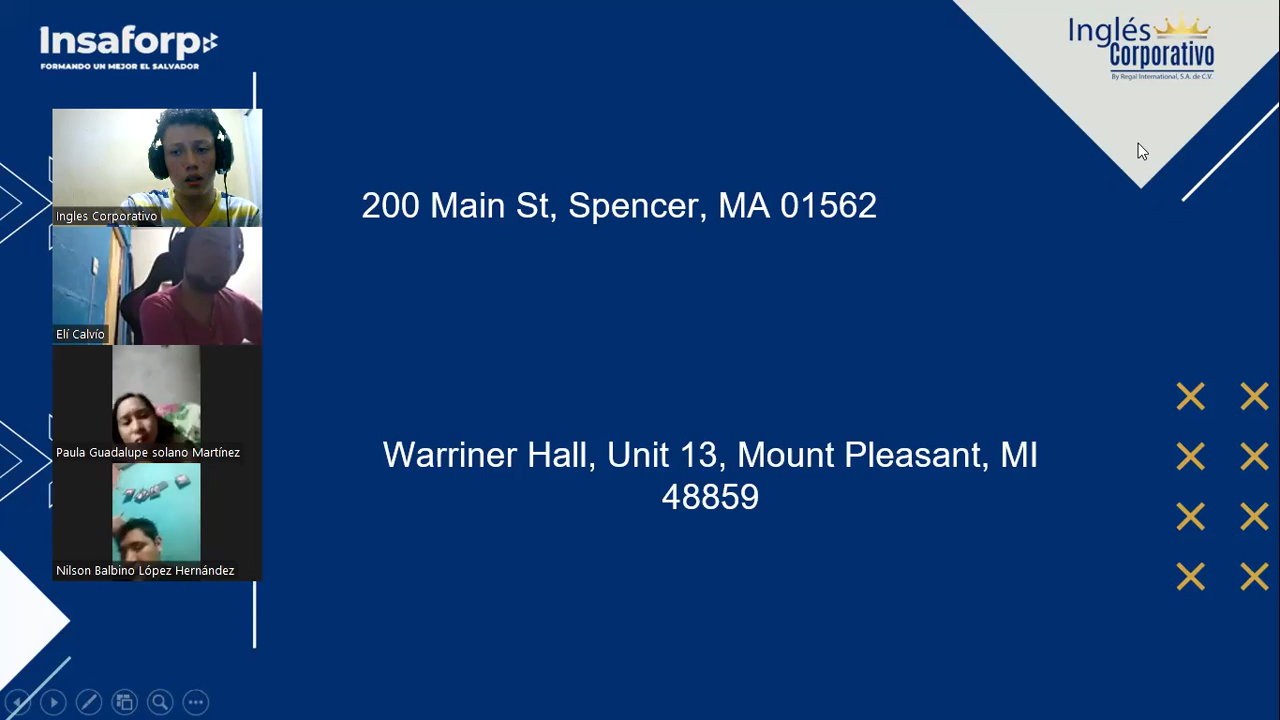 Insaforp
FORMANDO UN MEJOR EL SALVADOR
Inglés
Corporativo
By Regal International, S.A. de C.V.
Ingles Corporativo
Elí Calvío
Paula Guadalupe solano Martínez
Nilson Balbino López Hernández
200 Main St, Spencer, MA 01562
Warriner Hall, Unit 13, Mount Pleasant, MI
48859